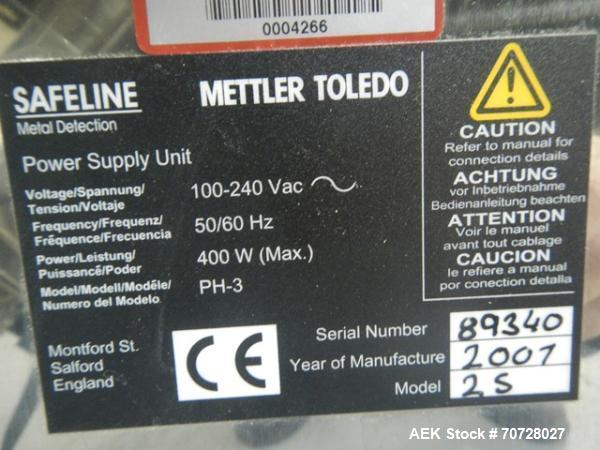 0004266
SAFELINE
Metal Detection
METTLER TOLEDO
Power Supply Unit
Voltage/Spannung/
Tension/Voltaje
100-240 Vac
Frequency/Frequenz/
Fréquence/Frecuencia
50/60 Hz
Power/Leistung/
Puissancé/Poder
400 W (Max.)
Model/Modell/Modéle/
Numero del Modelo
PH-3
CAUTION
Refer to manual for
connection details
ACHTUNG
vor Inbetriebnahme
Bedienanleitung beachten
ATTENTION
Voir le manuel
avant tout cablage
CAUCION
le refiere a manual
por conection detalla
Montford St.
Salford
England
CE
Serial Number 89340
Year of Manufacture 2007
Model 2S
AEK Stock #70728027